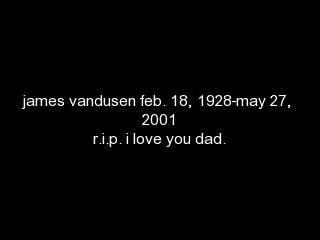 james vandusen feb. 18, 1928-may 27,
2001
r.i.p. i love you dad.